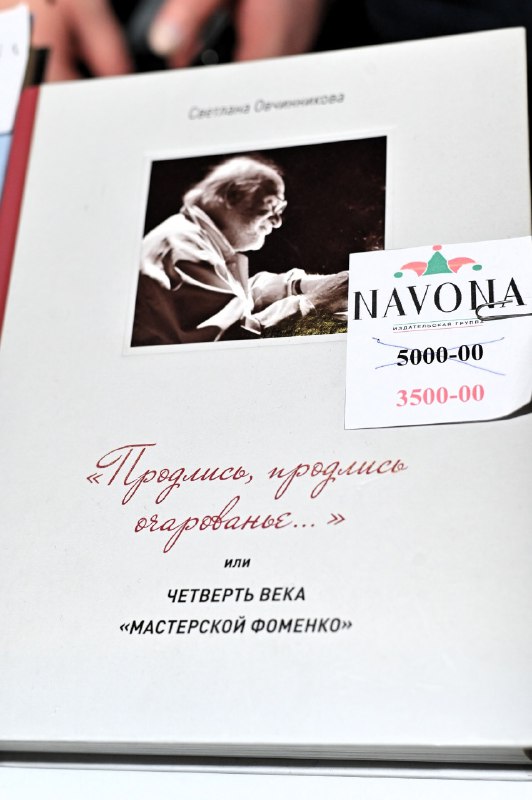 Светлана Овчинникова
NAVONA
ИЗДАТЕЛЬСКАЯ ГРУППА
5000-00
3500-00
«Продлись, продлись
очарованье... »
или
ЧЕТВЕРТЬ ВЕКА
«МАСТЕРСКОЙ ФОМЕНКО»